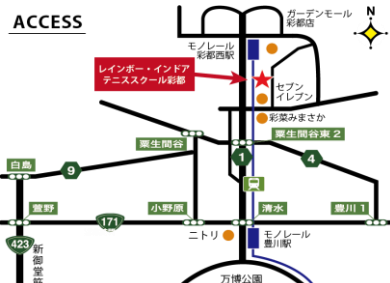 ACCESS
ガーデンモール
彩都店
N
モノレール
彩都西駅
レインボー・インドア
テニススクール彩都
セブン
イレブン
彩菜みまさか
粟生間谷
粟生間谷東2
白島
9
1
4
萱野
171
小野原
清水
豊川1
423
新御堂筋
ニトリ
モノレール
豊川駅
万博公園